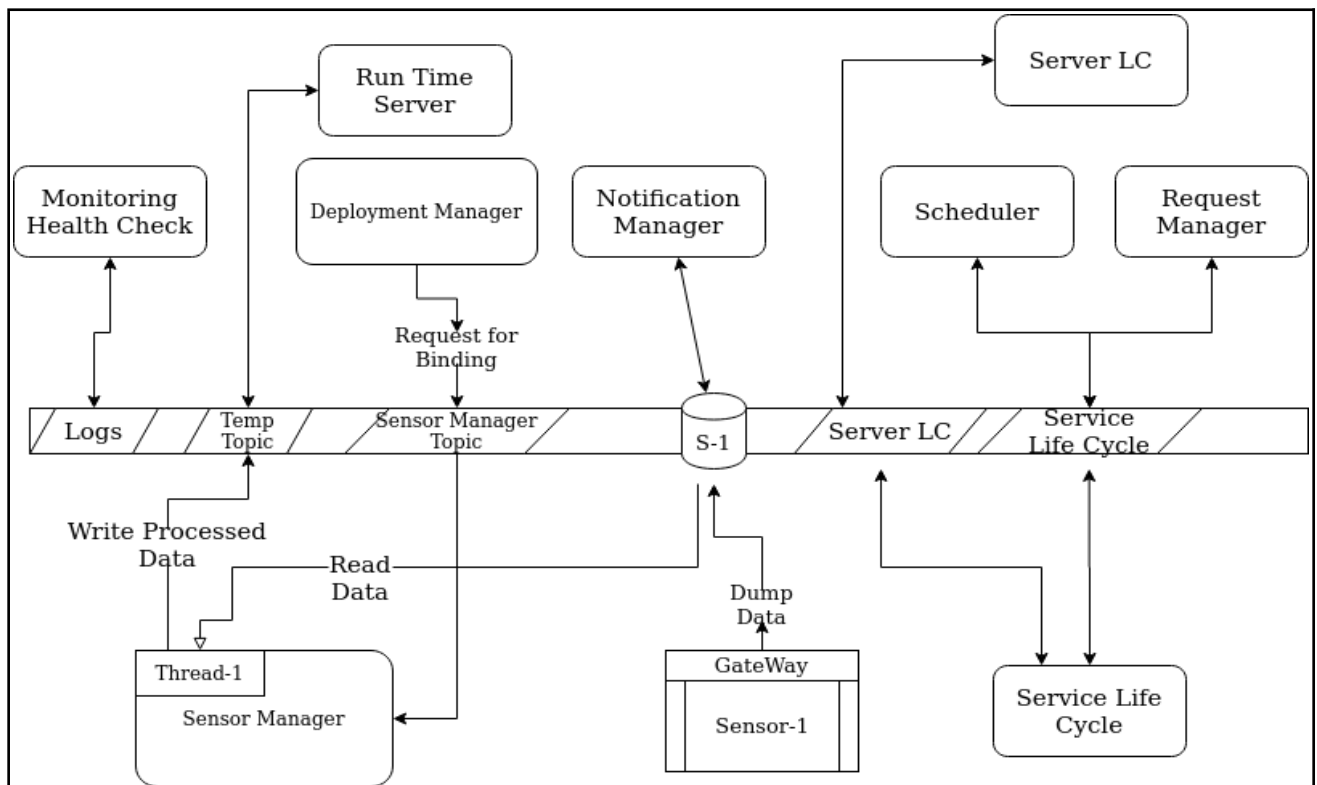 Run Time
Server
Server LC
Monitoring
Health Check
Deployment Manager
Notification
Manager
Scheduler
Request
Manager
Request for
Binding
Logs
Temp
Topic
Sensor Manager
Topic
S-1
Server LC
Service
Life Cycle
Write Processed
Data
Read
Data
Dump
Data
Thread-1
Sensor Manager
GateWay
Sensor-1
Service Life
Cycle